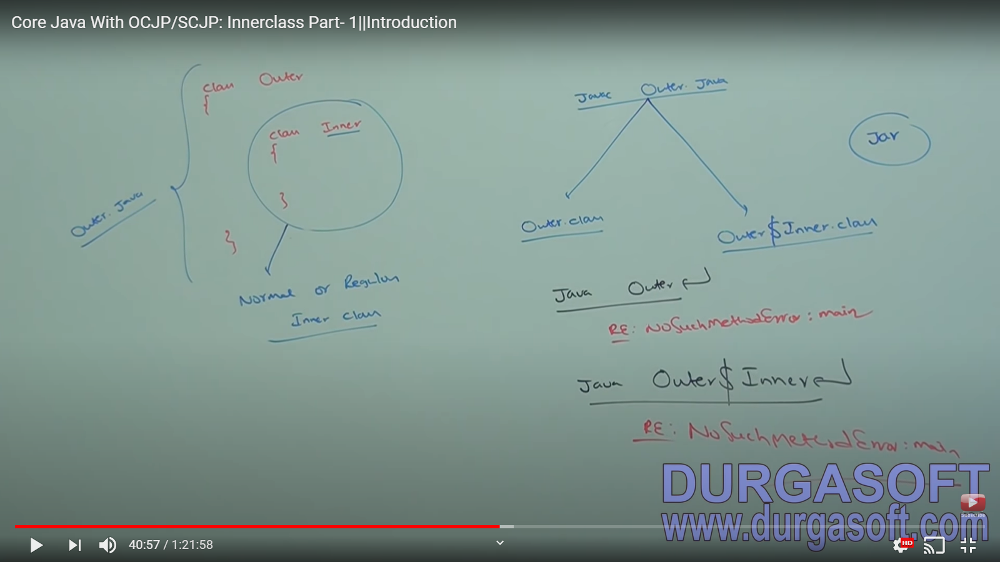 Core Java With OCJP/SCJP: Innerclass Part- 1||Introduction
class Outer
{
class Inner
{
}
}
Outer.Java
Normal or Regular
Inner class
Javac Outer.Java
Jar
Outer.class
Outer$Inner.class
Java Outer
RE: NoSuchMethodError: main
Java Outer$Inner
RE: NoSuchMethodError: main
DURGASOFT
www.durgasoft.com
Subscribe
40:57 / 1:21:58
HD